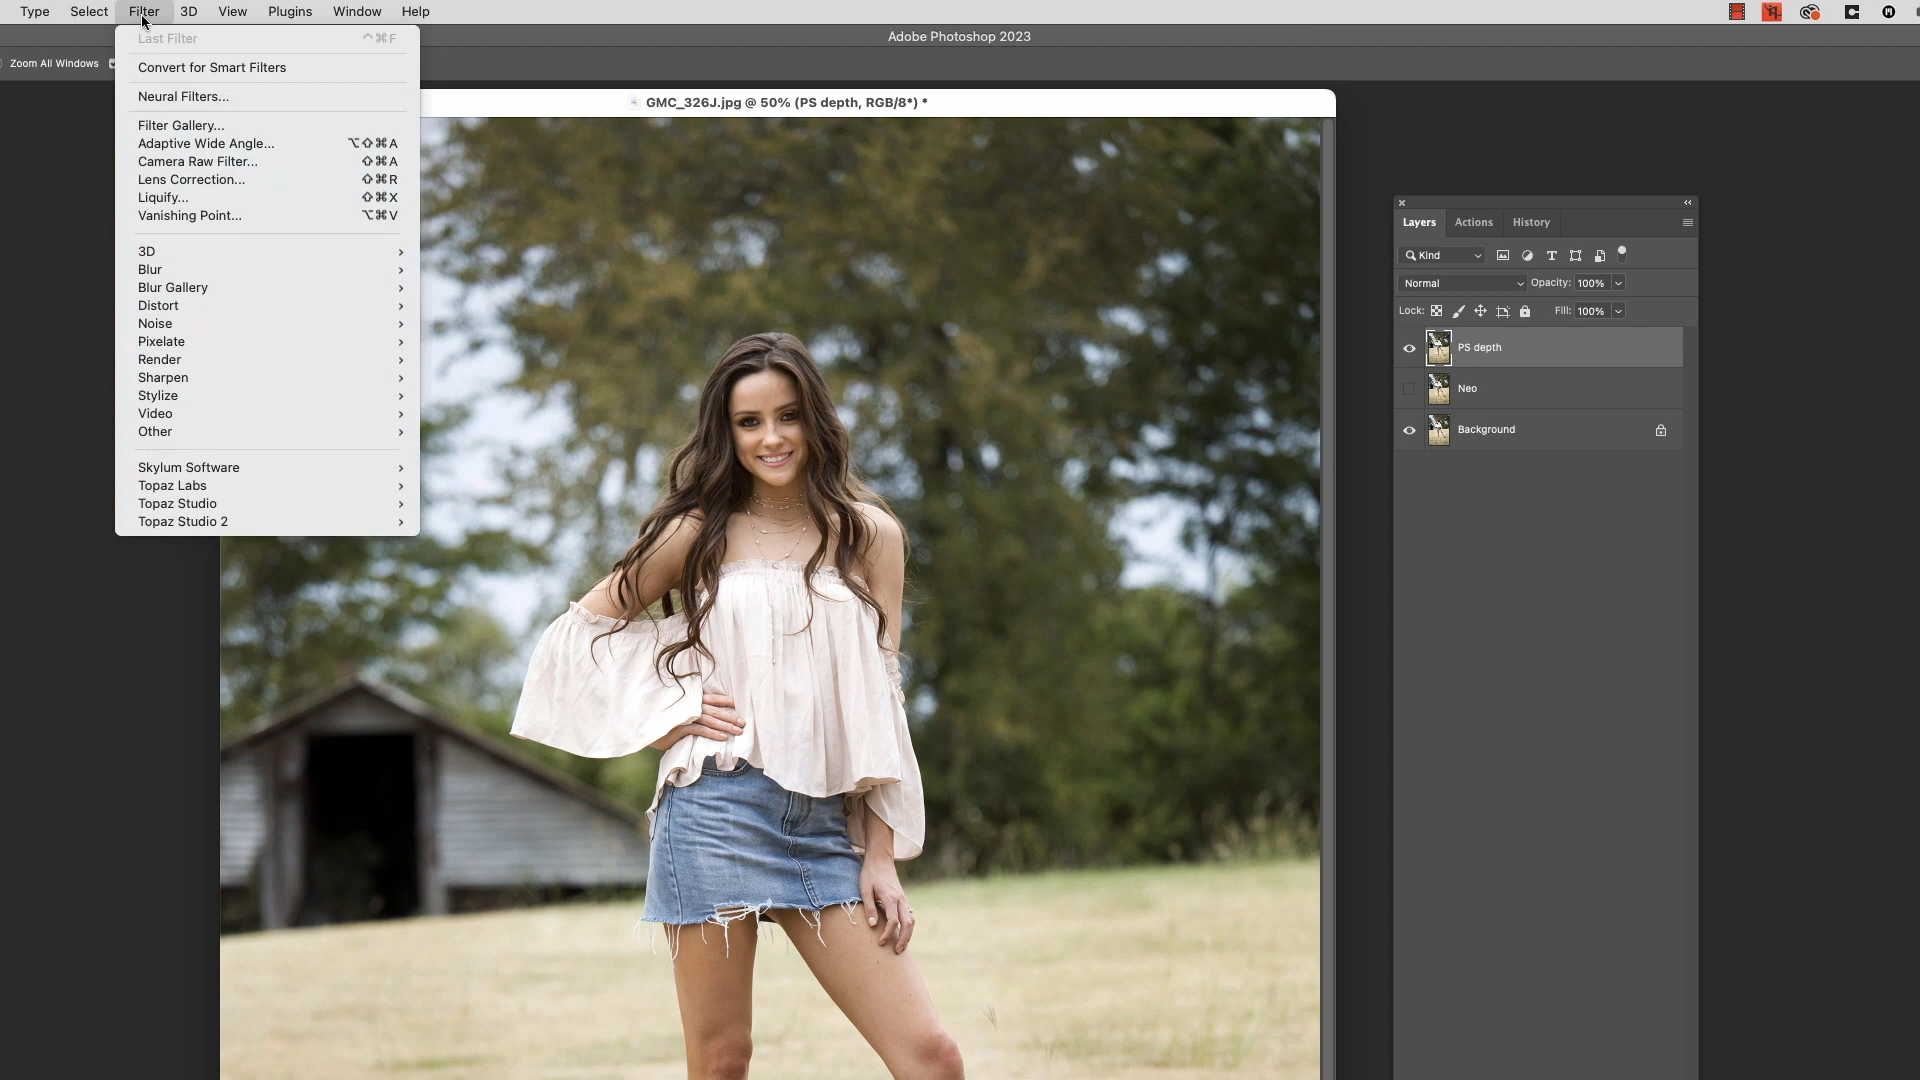 Type Select Filter 3D View Plugins Window Help
Adobe Photoshop 2023
Zoom All Windows
Last Filter ⌃⌘F
Convert for Smart Filters
Neural Filters...
Filter Gallery...
Adaptive Wide Angle... ⌥⇧⌘A
Camera Raw Filter... ⇧⌘A
Lens Correction... ⇧⌘R
Liquify... ⇧⌘X
Vanishing Point... ⌥⌘V
3D
Blur
Blur Gallery
Distort
Noise
Pixelate
Render
Sharpen
Stylize
Video
Other
Skylum Software
Topaz Labs
Topaz Studio
Topaz Studio 2
GMC_326J.jpg @ 50% (PS depth, RGB/8*) *
Layers Actions History
Kind
Normal Opacity: 100%
Lock: Fill: 100%
PS depth
Neo
Background